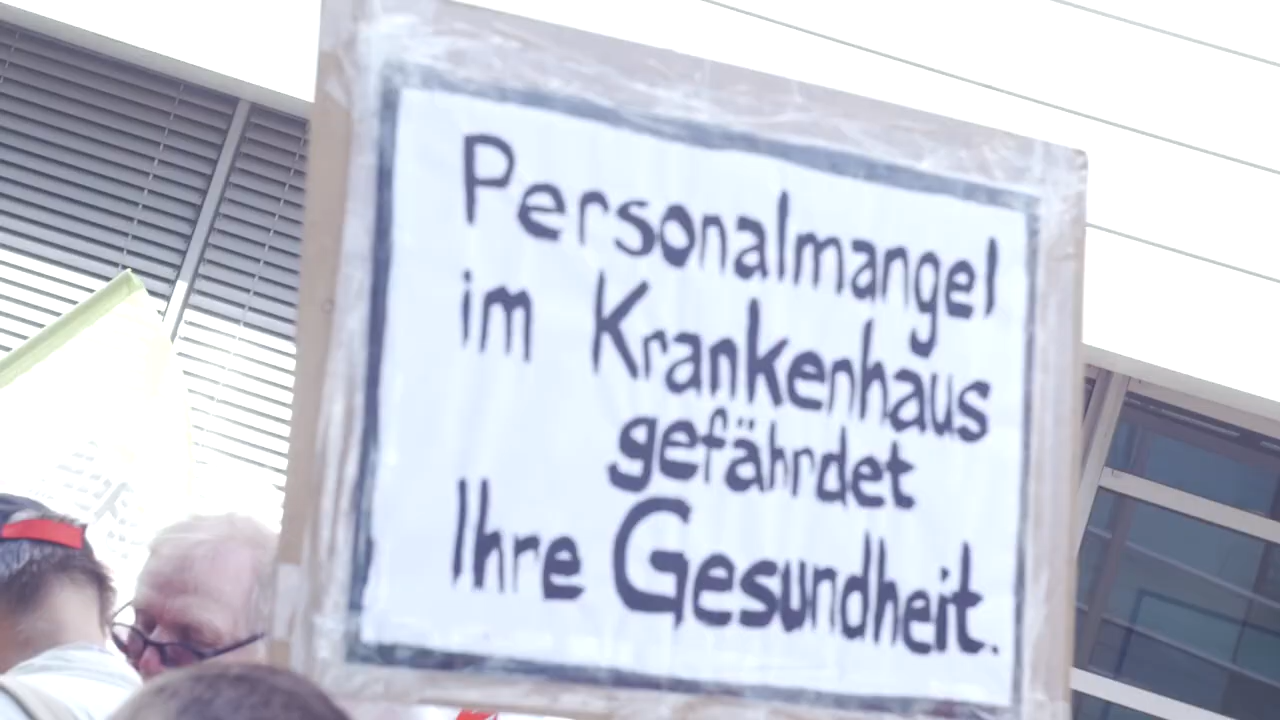 Personalmangel
im Krankenhaus
gefährdet
Ihre Gesundheit.